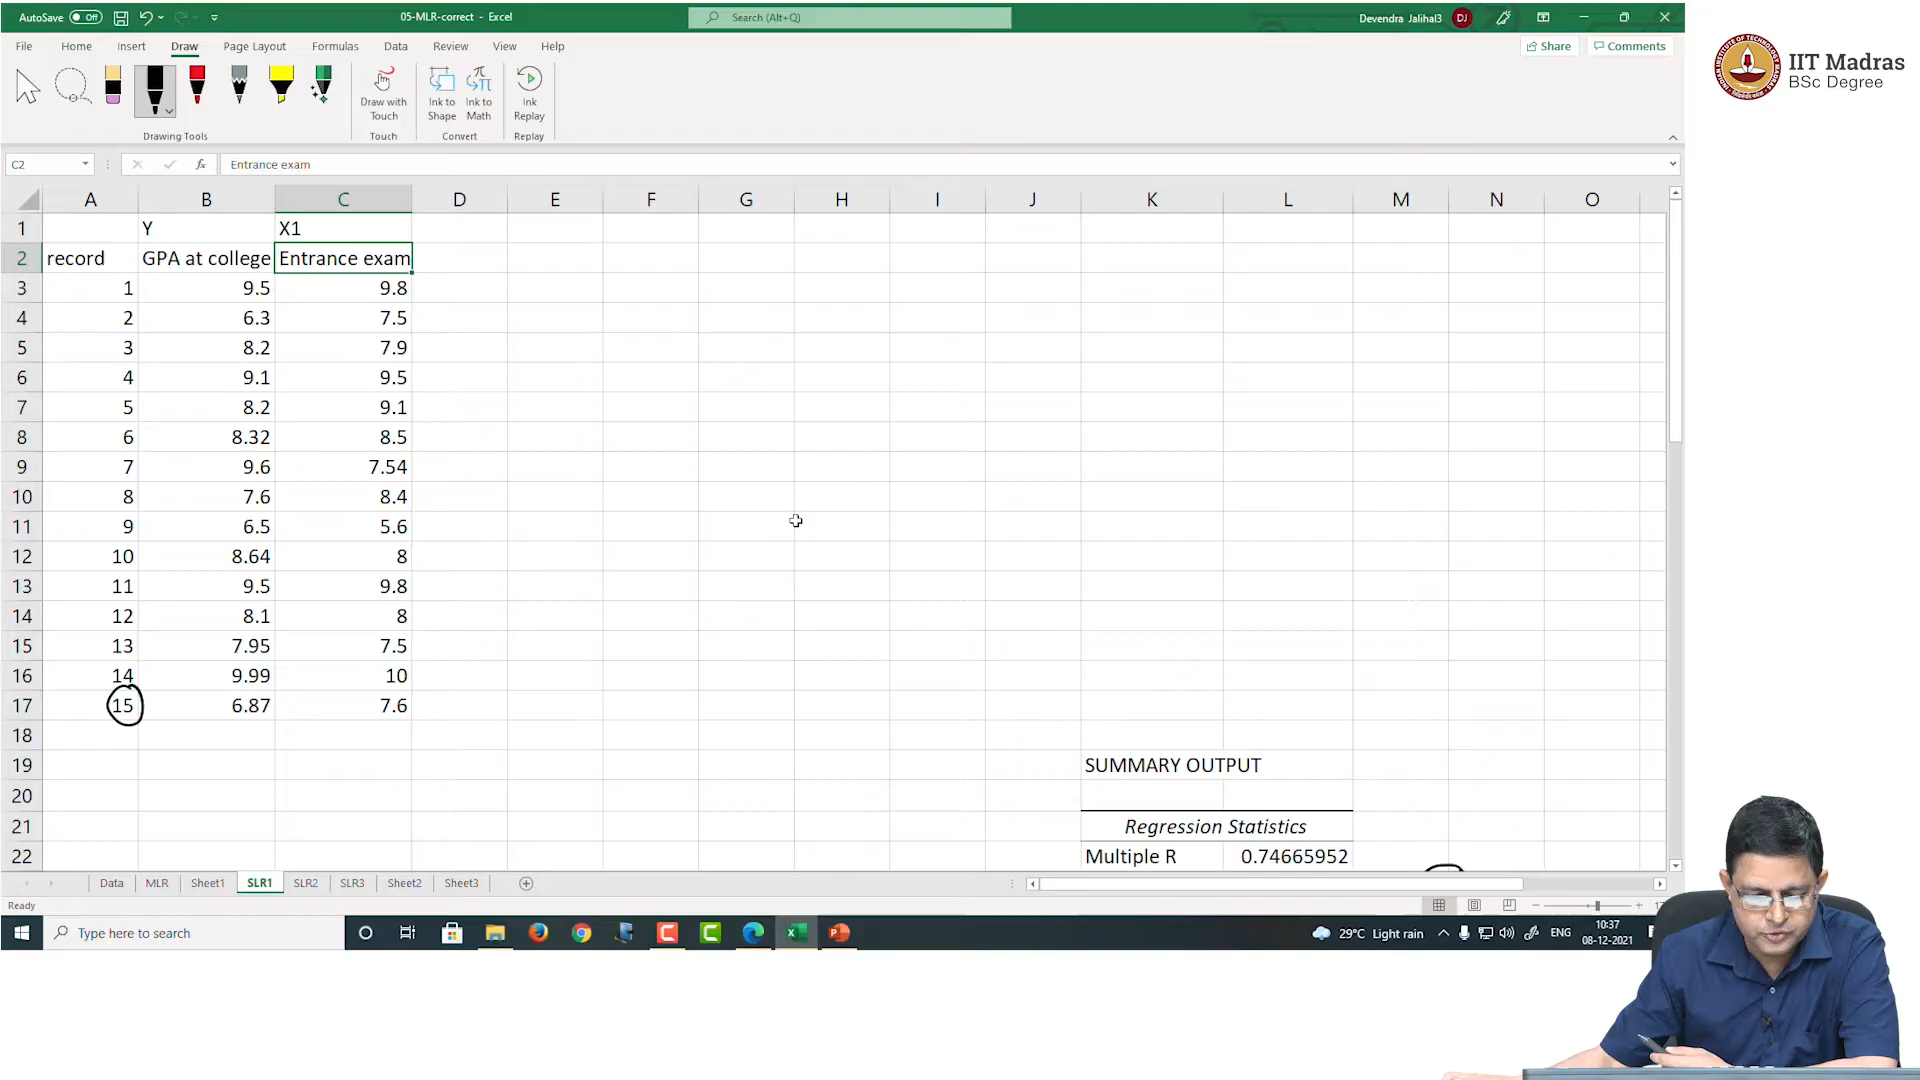 AutoSave Off 05-MLR-correct - Excel Search (Alt+Q) Devendra Jalihal3 DJ
File Home Insert Draw Page Layout Formulas Data Review View Help Share Comments
Draw with Touch Ink to Shape Ink to Math Ink Replay
Drawing Tools Touch Convert Replay
C2 fx Entrance exam
A B C D E F G H I J K L M N O
1 Y X1
2 record GPA at college Entrance exam
3 1 9.5 9.8
4 2 6.3 7.5
5 3 8.2 7.9
6 4 9.1 9.5
7 5 8.2 9.1
8 6 8.32 8.5
9 7 9.6 7.54
10 8 7.6 8.4
11 9 6.5 5.6
12 10 8.64 8
13 11 9.5 9.8
14 12 8.1 8
15 13 7.95 7.5
16 14 9.99 10
17 15 6.87 7.6
18
19 SUMMARY OUTPUT
20
21 Regression Statistics
22 Multiple R 0.74665952
Data MLR Sheet1 SLR1 SLR2 SLR3 Sheet2 Sheet3
Ready
Type here to search 29°C Light rain ENG 10:37
08-12-2021
IIT Madras
BSc Degree